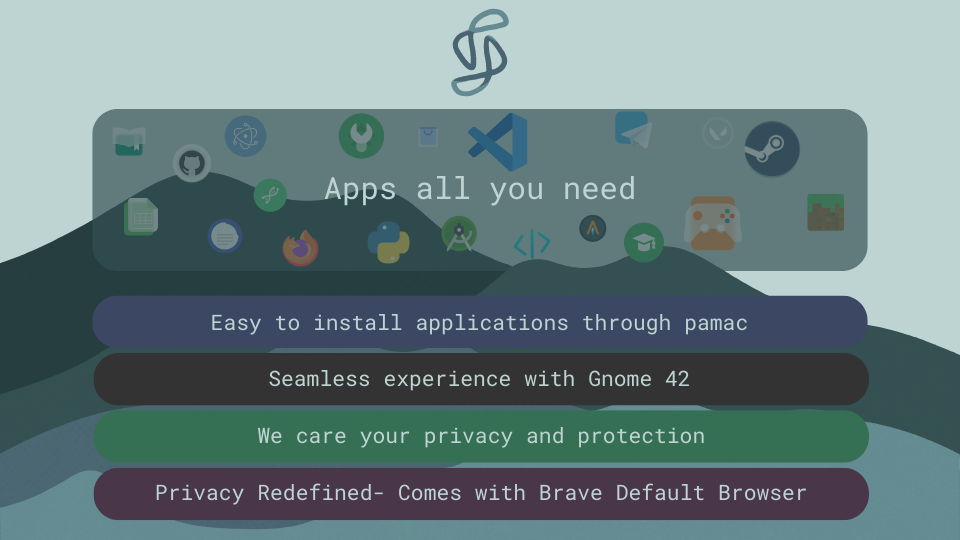 Apps all you need
Easy to install applications through pamac
Seamless experience with Gnome 42
We care your privacy and protection
Privacy Redefined- Comes with Brave Default Browser